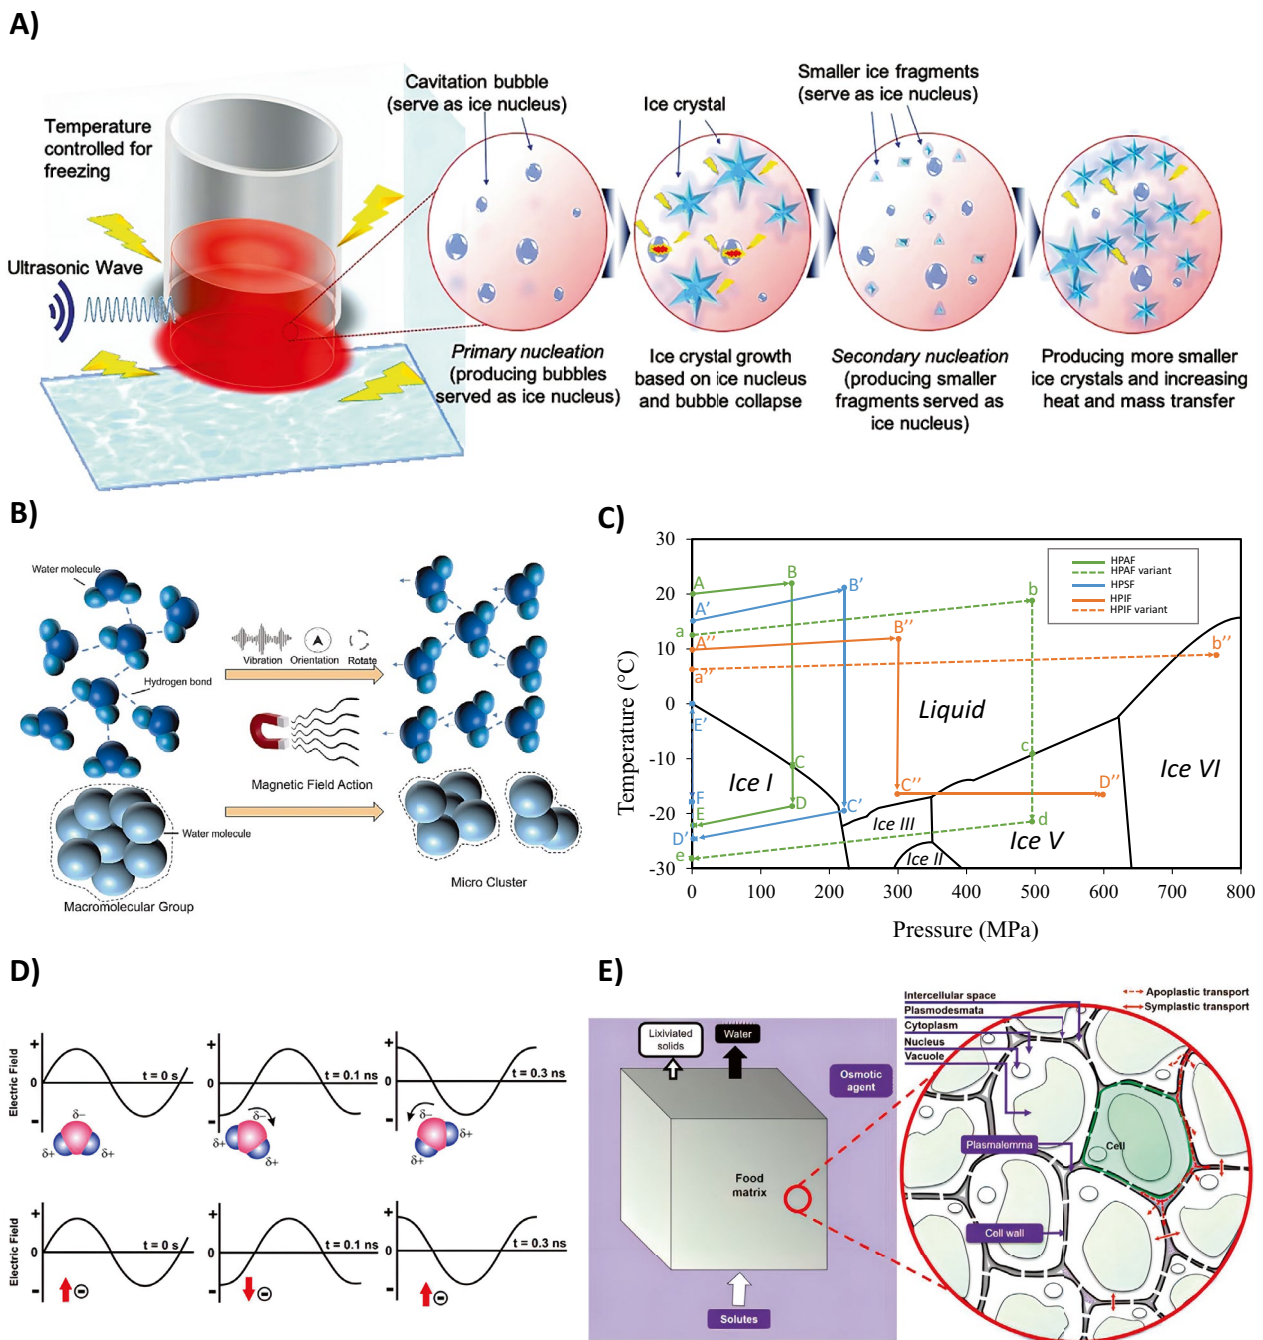 A)
Temperature
controlled for
freezing
Ultrasonic Wave
Cavitation bubble
(serve as ice nucleus)
Ice crystal
Smaller ice fragments
(serve as ice nucleus)
Primary nucleation
(producing bubbles
served as ice nucleus)
Ice crystal growth
based on ice nucleus
and bubble collapse
Secondary nucleation
(producing smaller
fragments served as
ice nucleus)
Producing more smaller
ice crystals and increasing
heat and mass transfer
B)
Water molecule
Hydrogen bond
Vibration Orientation Rotate
Magnetic Field Action
Water molecule
Macromolecular Group
Micro Cluster
C)
Temperature (°C)
30
20
10
0
-10
-20
-30
0 100 200 300 400 500 600 700 800
Pressure (MPa)
HPAF
HPAF variant
HPSF
HPIF
HPIF variant
A
B
C
D
E
A′
B′
C′
D′
E′
F
a
b
c
d
e
A′′
B′′
C′′
D′′
a′′
b′′
Liquid
Ice I
Ice II
Ice III
Ice V
Ice VI
D)
Electric Field
+
0
-
t = 0 s
δ−
δ+ δ+
+
0
-
t = 0.1 ns
δ−
δ+
δ+
+
0
-
t = 0.3 ns
δ−
δ+
δ+
Electric Field
+
0
-
t = 0 s
+
0
-
t = 0.1 ns
+
0
-
t = 0.3 ns
E)
Lixiviated
solids
Water
Osmotic
agent
Food
matrix
Solutes
Intercellular space
Plasmodesmata
Cytoplasm
Nucleus
Vacuole
Apoplastic transport
Symplastic transport
Plasmalemma
Cell
Cell wall